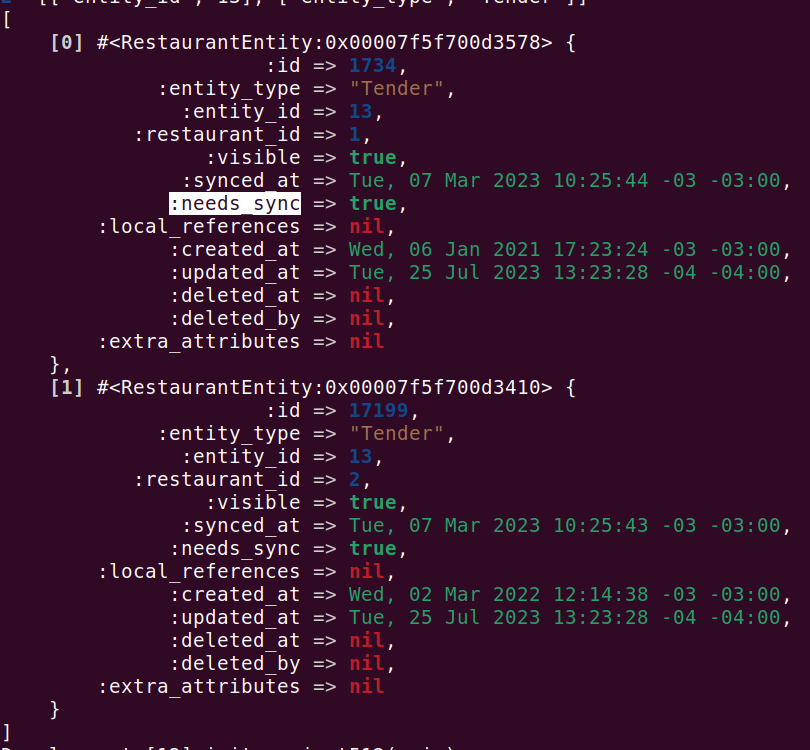 [
[0] #<RestaurantEntity:0x00007f5f700d3578> {
:id => 1734,
:entity_type => "Tender",
:entity_id => 13,
:restaurant_id => 1,
:visible => true,
:synced_at => Tue, 07 Mar 2023 10:25:44 -03 -03:00,
:needs_sync => true,
:local_references => nil,
:created_at => Wed, 06 Jan 2021 17:23:24 -03 -03:00,
:updated_at => Tue, 25 Jul 2023 13:23:28 -04 -04:00,
:deleted_at => nil,
:deleted_by => nil,
:extra_attributes => nil
},
[1] #<RestaurantEntity:0x00007f5f700d3410> {
:id => 17199,
:entity_type => "Tender",
:entity_id => 13,
:restaurant_id => 2,
:visible => true,
:synced_at => Tue, 07 Mar 2023 10:25:43 -03 -03:00,
:needs_sync => true,
:local_references => nil,
:created_at => Wed, 02 Mar 2022 12:14:38 -03 -03:00,
:updated_at => Tue, 25 Jul 2023 13:23:28 -04 -04:00,
:deleted_at => nil,
:deleted_by => nil,
:extra_attributes => nil
}
]